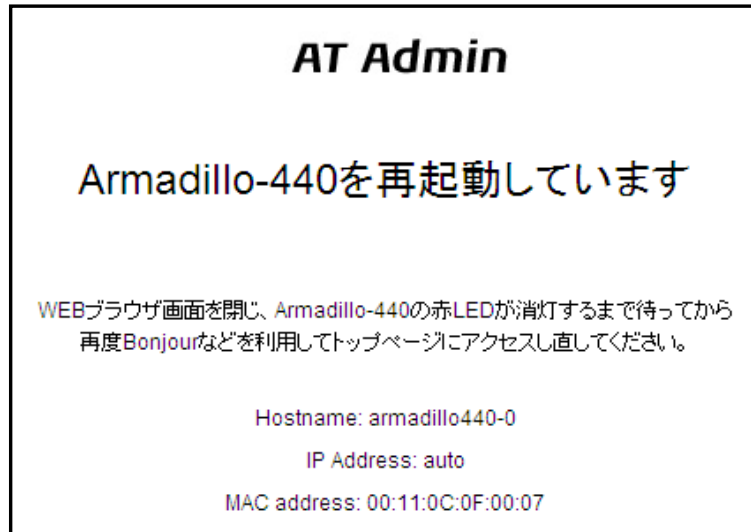 AT Admin
Armadillo-440を再起動しています
WEBブラウザ画面を閉じ、Armadillo-440の赤LEDが消灯するまで待ってから
再度Bonjourなどを利用してトップページにアクセスし直してください。
Hostname: armadillo440-0
IP Address: auto
MAC address: 00:11:0C:0F:00:07